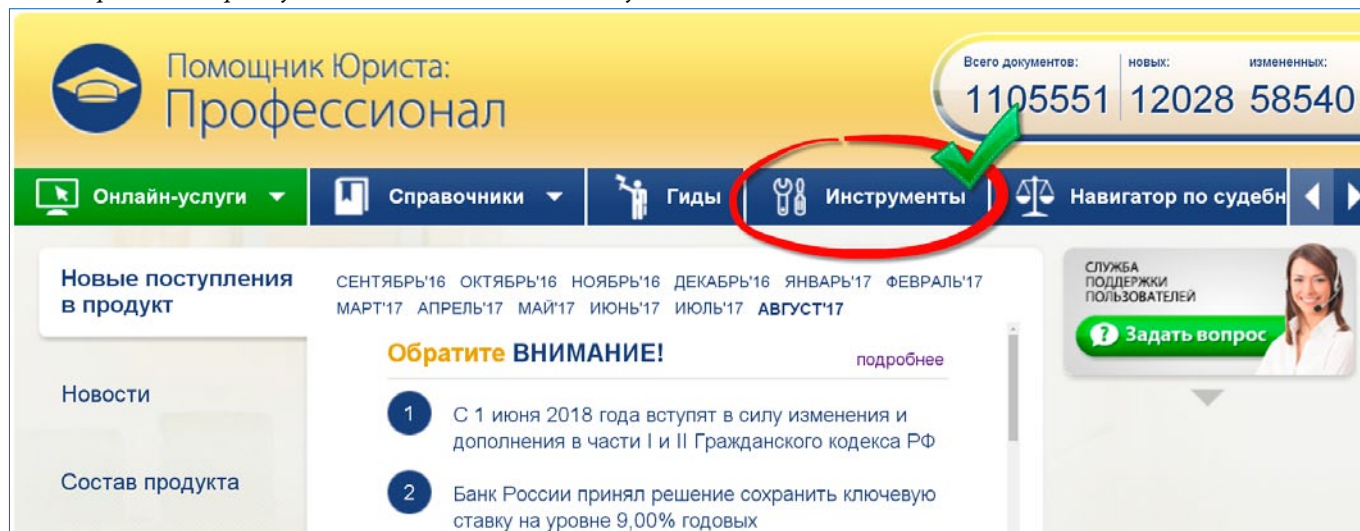 Помощник Юриста:
Профессионал
Всего документов: новых: измененных:
1105551 12028 58540
Онлайн-услуги Справочники Гиды Инструменты Навигатор по судебн
Новые поступления
в продукт
Новости
Состав продукта
СЕНТЯБРЬ'16 ОКТЯБРЬ'16 НОЯБРЬ'16 ДЕКАБРЬ'16 ЯНВАРЬ'17 ФЕВРАЛЬ'17
МАРТ'17 АПРЕЛЬ'17 МАЙ'17 ИЮНЬ'17 ИЮЛЬ'17 АВГУСТ'17
Обратите ВНИМАНИЕ! подробнее
1 С 1 июня 2018 года вступят в силу изменения и
дополнения в части I и II Гражданского кодекса РФ
2 Банк России принял решение сохранить ключевую
ставку на уровне 9,00% годовых
СЛУЖБА
ПОДДЕРЖКИ
ПОЛЬЗОВАТЕЛЕЙ
? Задать вопрос